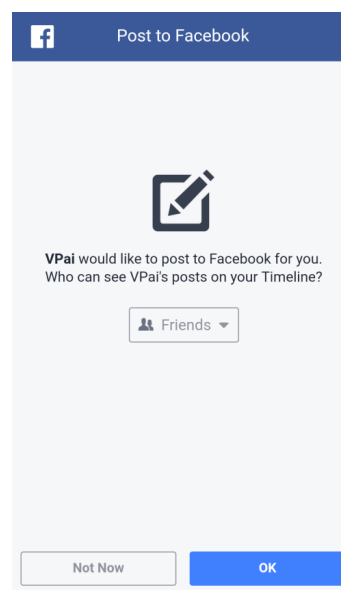 Post to Facebook
VPai would like to post to Facebook for you.
Who can see VPai's posts on your Timeline?
Friends
Not Now
OK